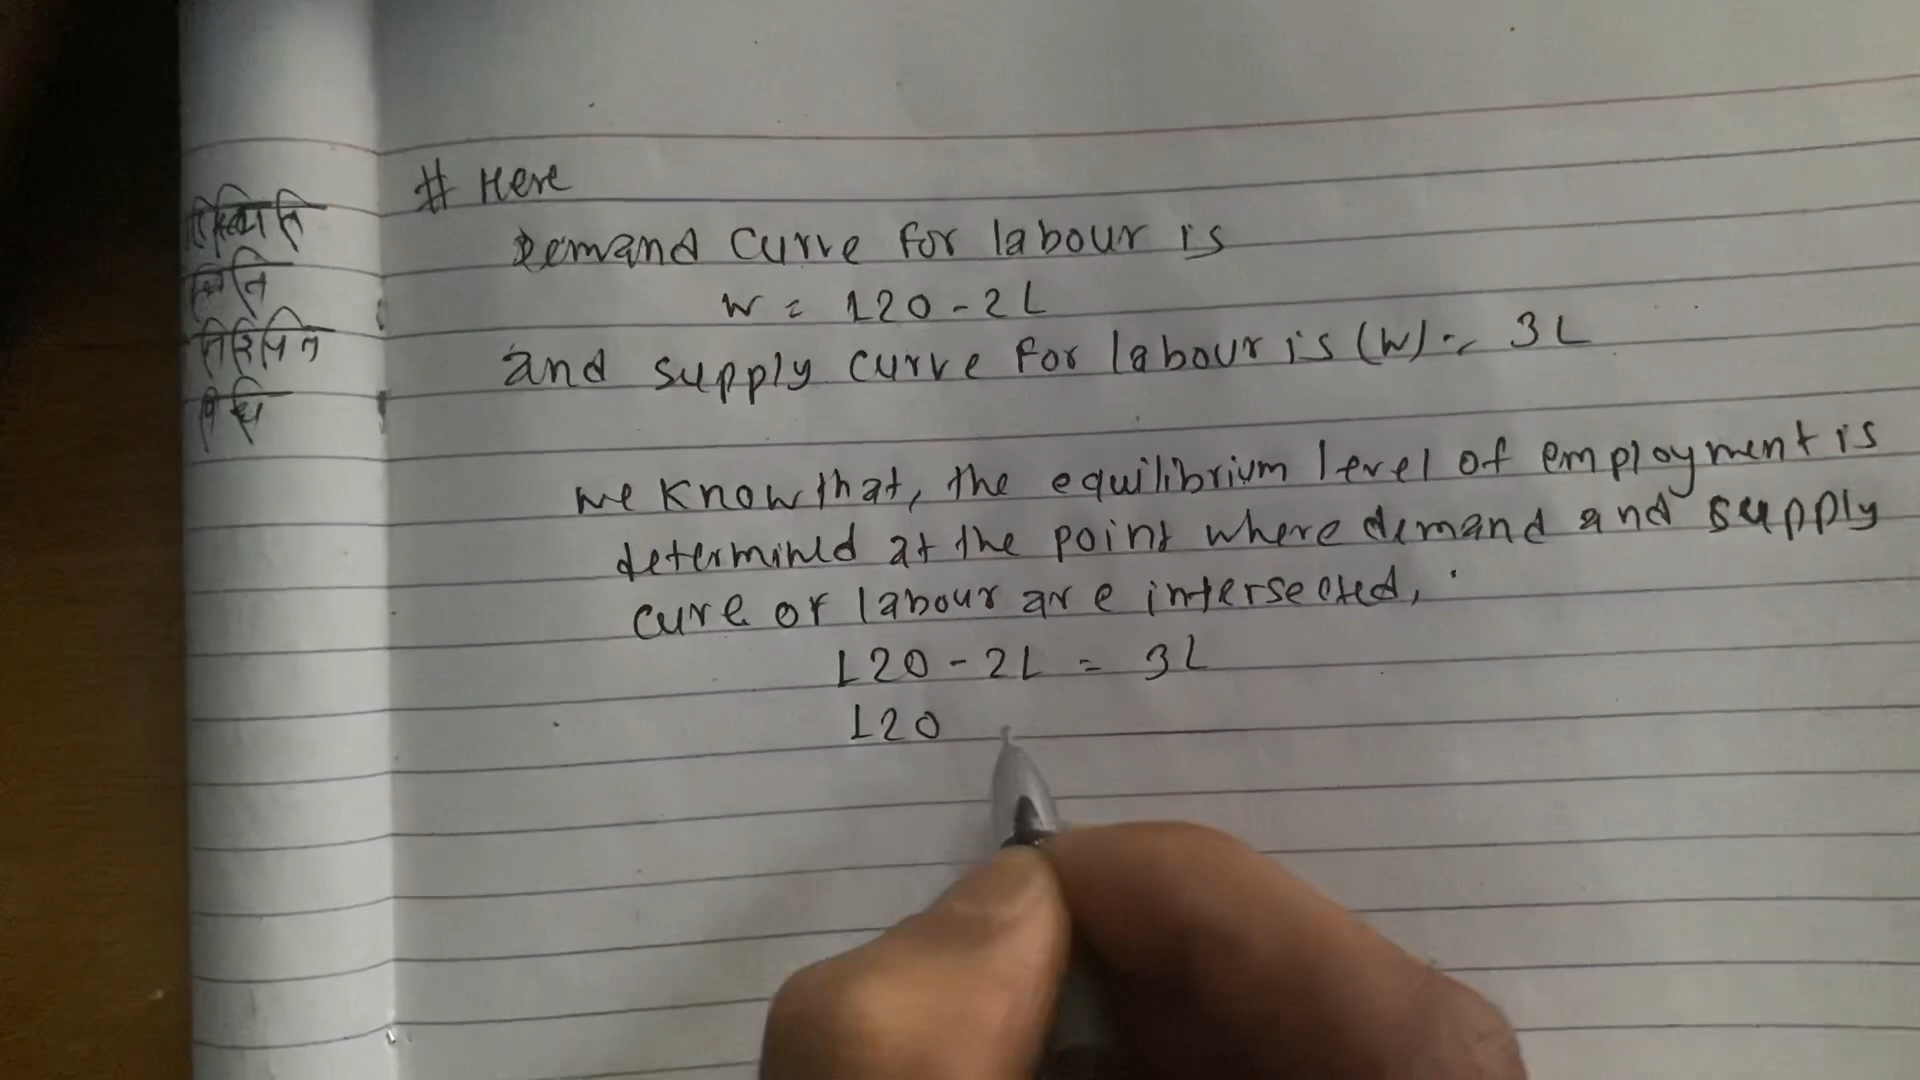 # Here
Demand curve for labour is
W = 120 - 2L
and supply curve for labour is (W) = 3L
we know that, the equilibrium level of employment is
determined at the point where demand and supply
cure of labour are intersected,
120 - 2L = 3L
120